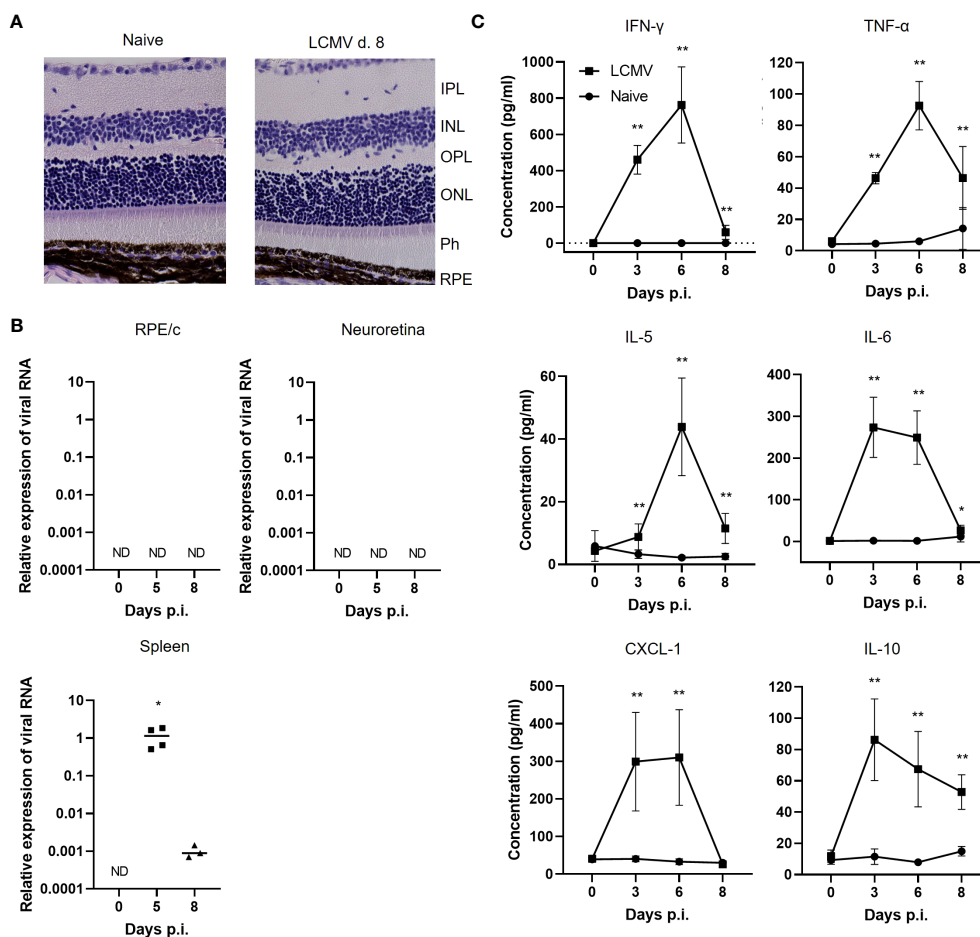 A
Naive
LCMV d. 8
IPL
INL
OPL
ONL
Ph
RPE
B
RPE/c
Relative expression of viral RNA
10
1
0.1
0.01
0.001
0.0001
ND ND ND
0 5 8
Days p.i.
Neuroretina
Relative expression of viral RNA
10
1
0.1
0.01
0.001
0.0001
ND ND ND
0 5 8
Days p.i.
Spleen
Relative expression of viral RNA
10
1
0.1
0.01
0.001
0.0001
ND
*
0 5 8
Days p.i.
C
IFN-γ
Concentration (pg/ml)
1000
800
600
400
200
0
LCMV
Naive
** ** **
0 3 6 8
Days p.i.
TNF-α
120
100
80
60
40
20
0
** ** **
0 3 6 8
Days p.i.
IL-5
Concentration (pg/ml)
60
40
20
0
** ** **
0 3 6 8
Days p.i.
IL-6
400
300
200
100
0
** ** *
0 3 6 8
Days p.i.
CXCL-1
Concentration (pg/ml)
500
400
300
200
100
0
** **
0 3 6 8
Days p.i.
IL-10
120
100
80
60
40
20
0
** ** **
0 3 6 8
Days p.i.